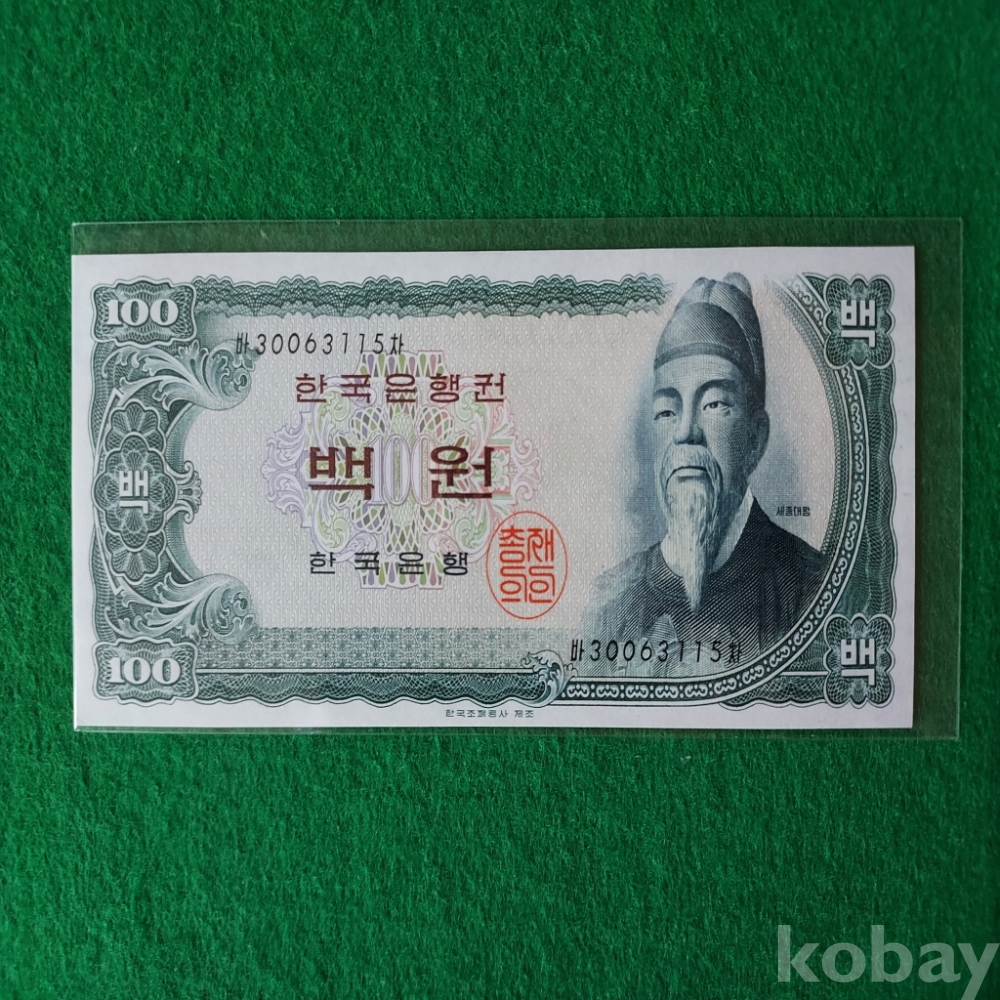 100
백
바30063115차
한국은행권
100
백원
세종대왕
백
한국은행
총재의인
바30063115차
100
백
한국조폐공사 제조
kobay